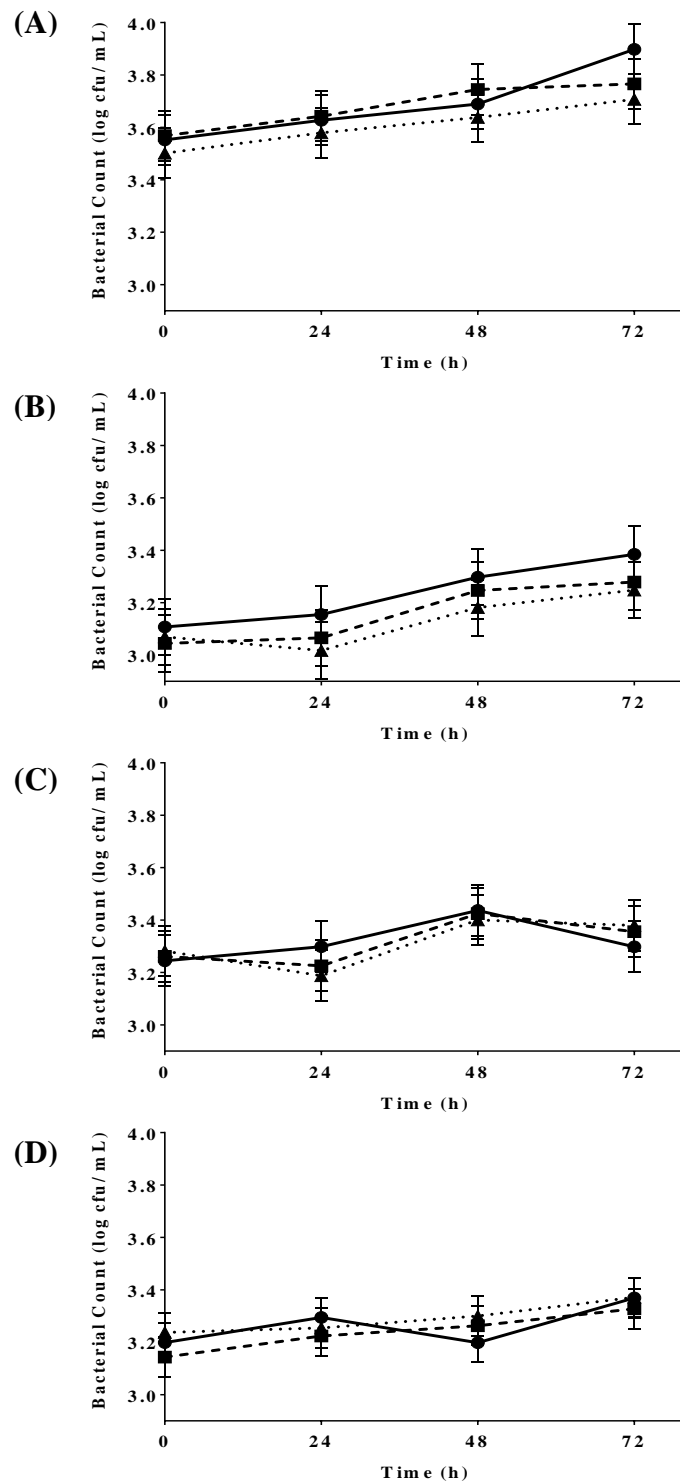 (A)
Bacterial Count (log cfu/ mL)
4.0
3.8
3.6
3.4
3.2
3.0
0 24 48 72
Time (h)
(B)
Bacterial Count (log cfu/ mL)
4.0
3.8
3.6
3.4
3.2
3.0
0 24 48 72
Time (h)
(C)
Bacterial Count (log cfu/ mL)
4.0
3.8
3.6
3.4
3.2
3.0
0 24 48 72
Time (h)
(D)
Bacterial Count (log cfu/ mL)
4.0
3.8
3.6
3.4
3.2
3.0
0 24 48 72
Time (h)